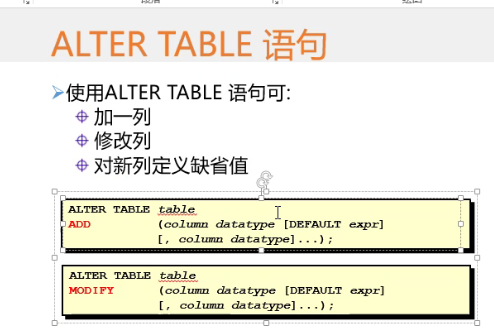 ALTER TABLE 语句
使用ALTER TABLE 语句可:
加一列
修改列
对新列定义缺省值
ALTER TABLE table
ADD (column datatype [DEFAULT expr]
[, column datatype]...);
ALTER TABLE table
MODIFY (column datatype [DEFAULT expr]
[, column datatype]...);